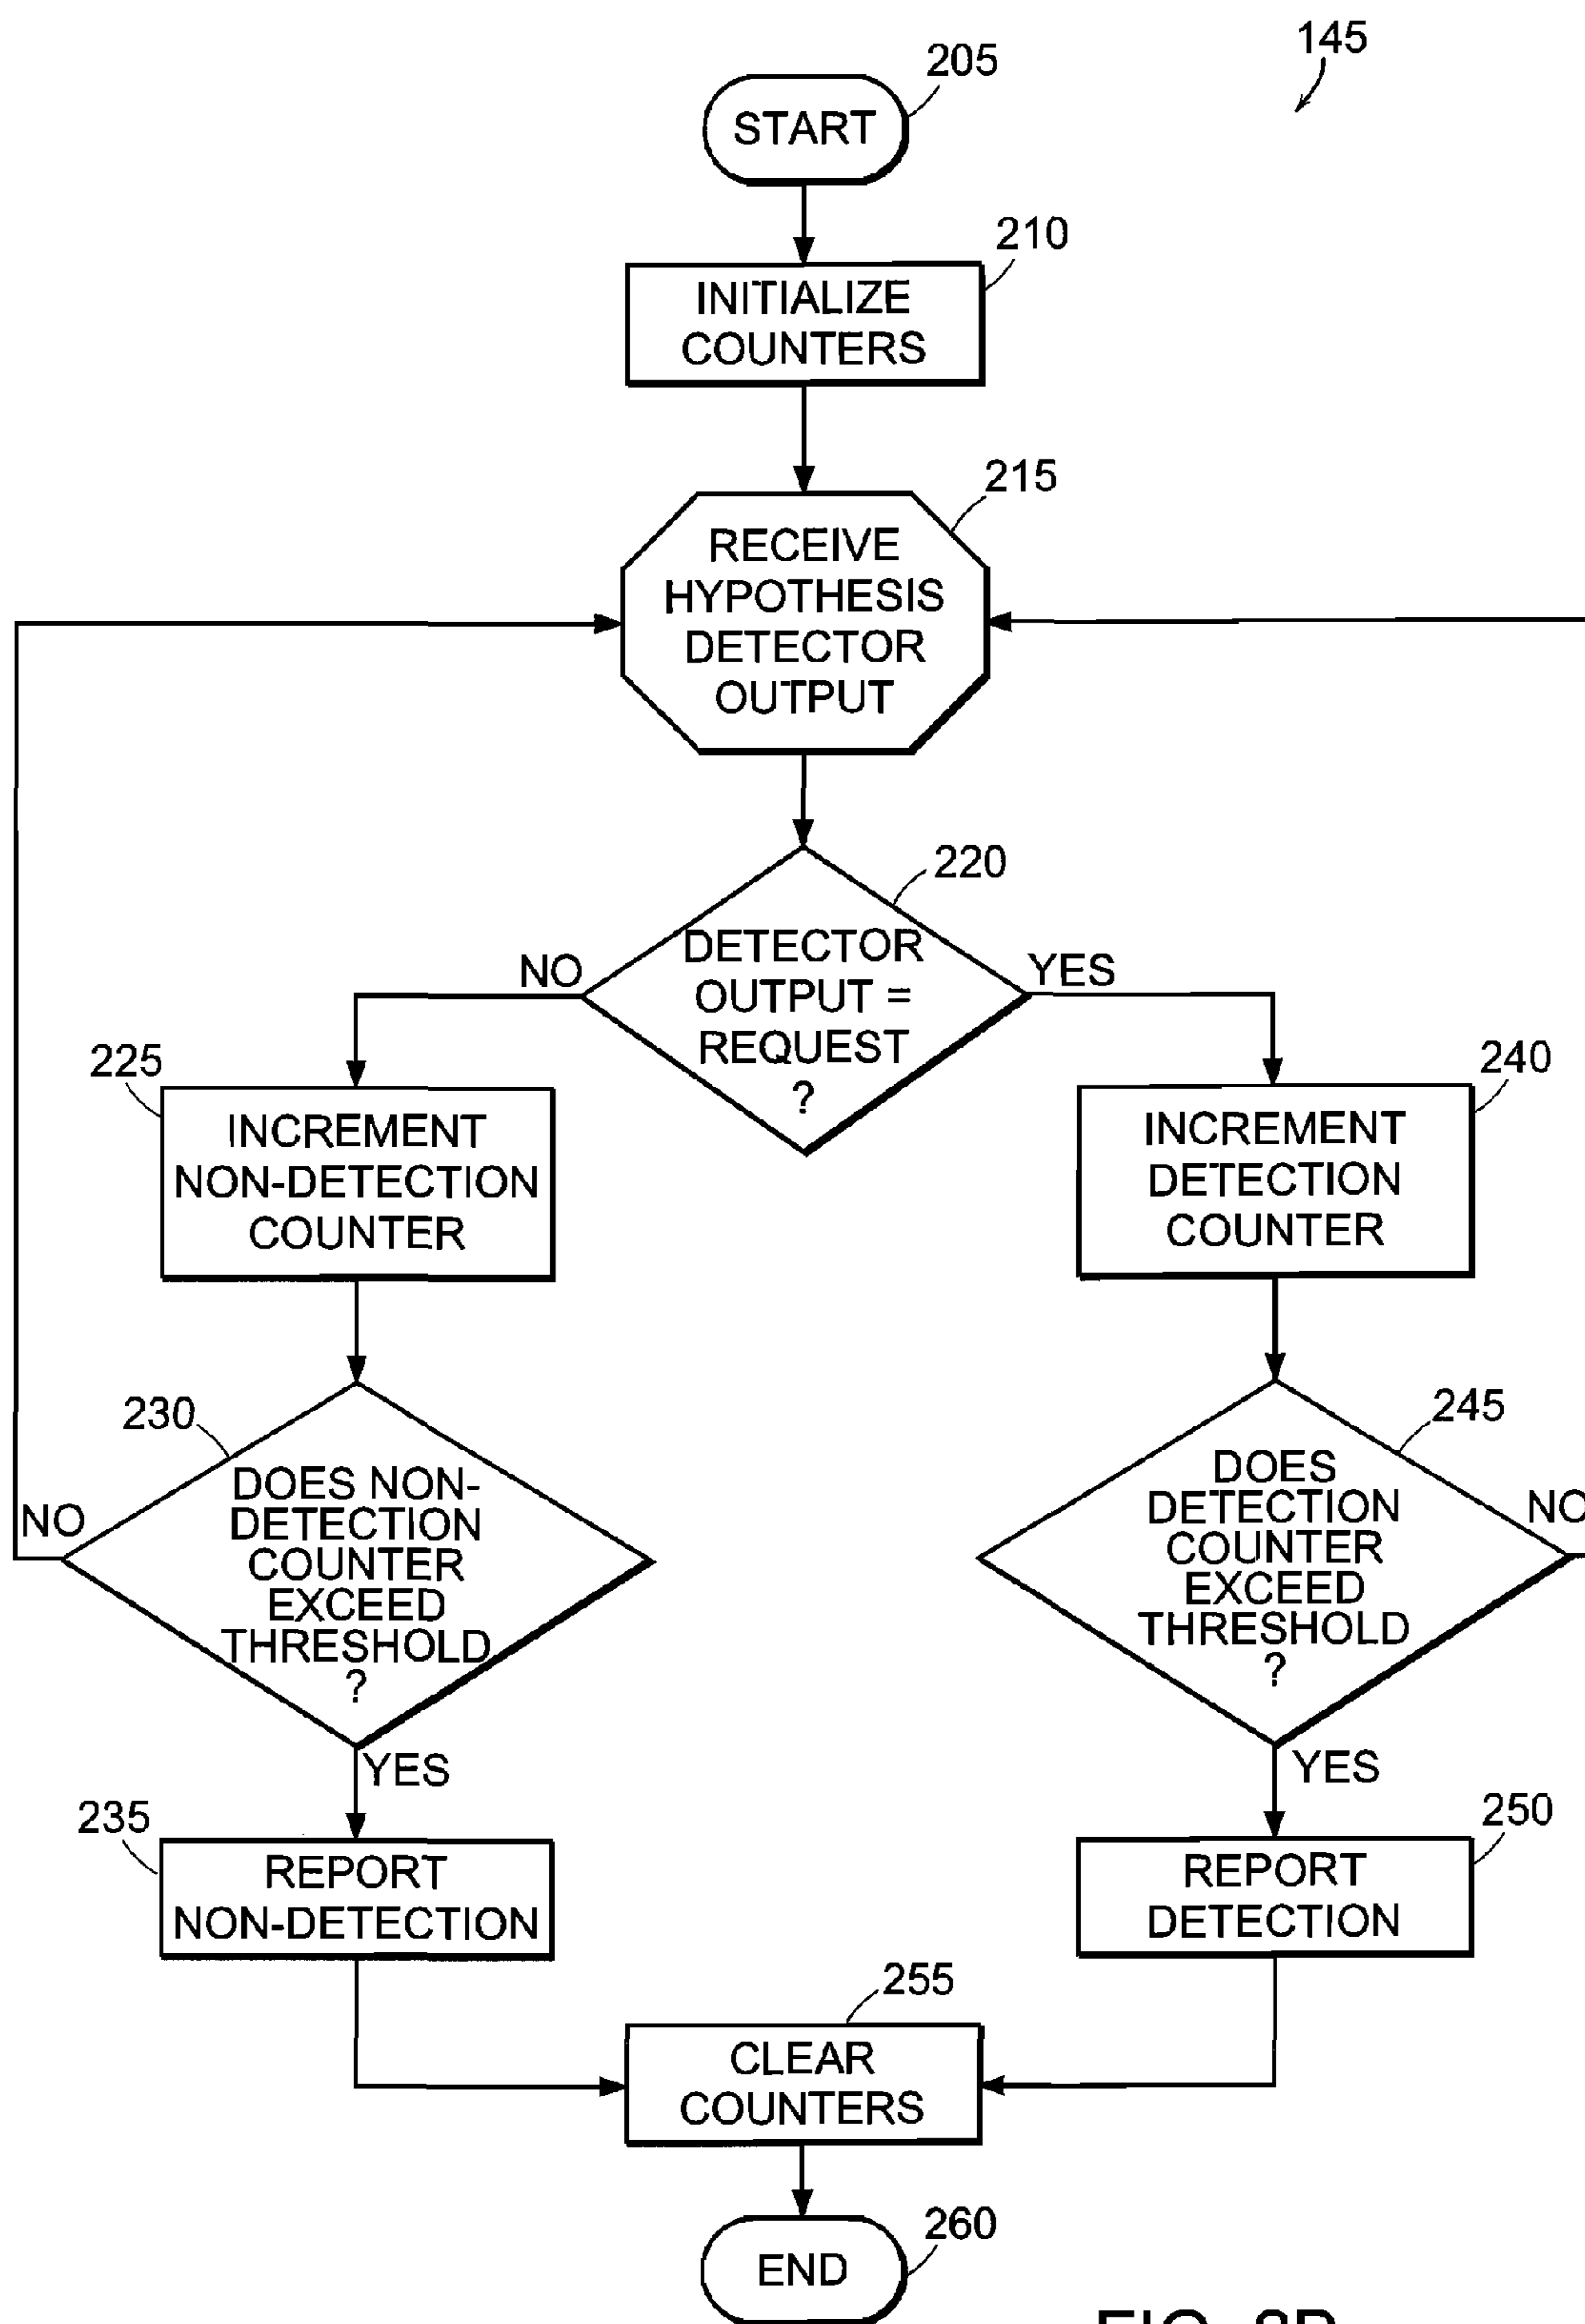 145
205
START
210
INITIALIZE
COUNTERS
215
RECEIVE
HYPOTHESIS
DETECTOR
OUTPUT
220
DETECTOR
OUTPUT =
REQUEST
?
NO
YES
225
INCREMENT
NON-DETECTION
COUNTER
240
INCREMENT
DETECTION
COUNTER
230
DOES NON-
DETECTION
COUNTER
EXCEED
THRESHOLD
?
NO
YES
245
DOES
DETECTION
COUNTER
EXCEED
THRESHOLD
?
NO
YES
235
REPORT
NON-DETECTION
250
REPORT
DETECTION
255
CLEAR
COUNTERS
260
END